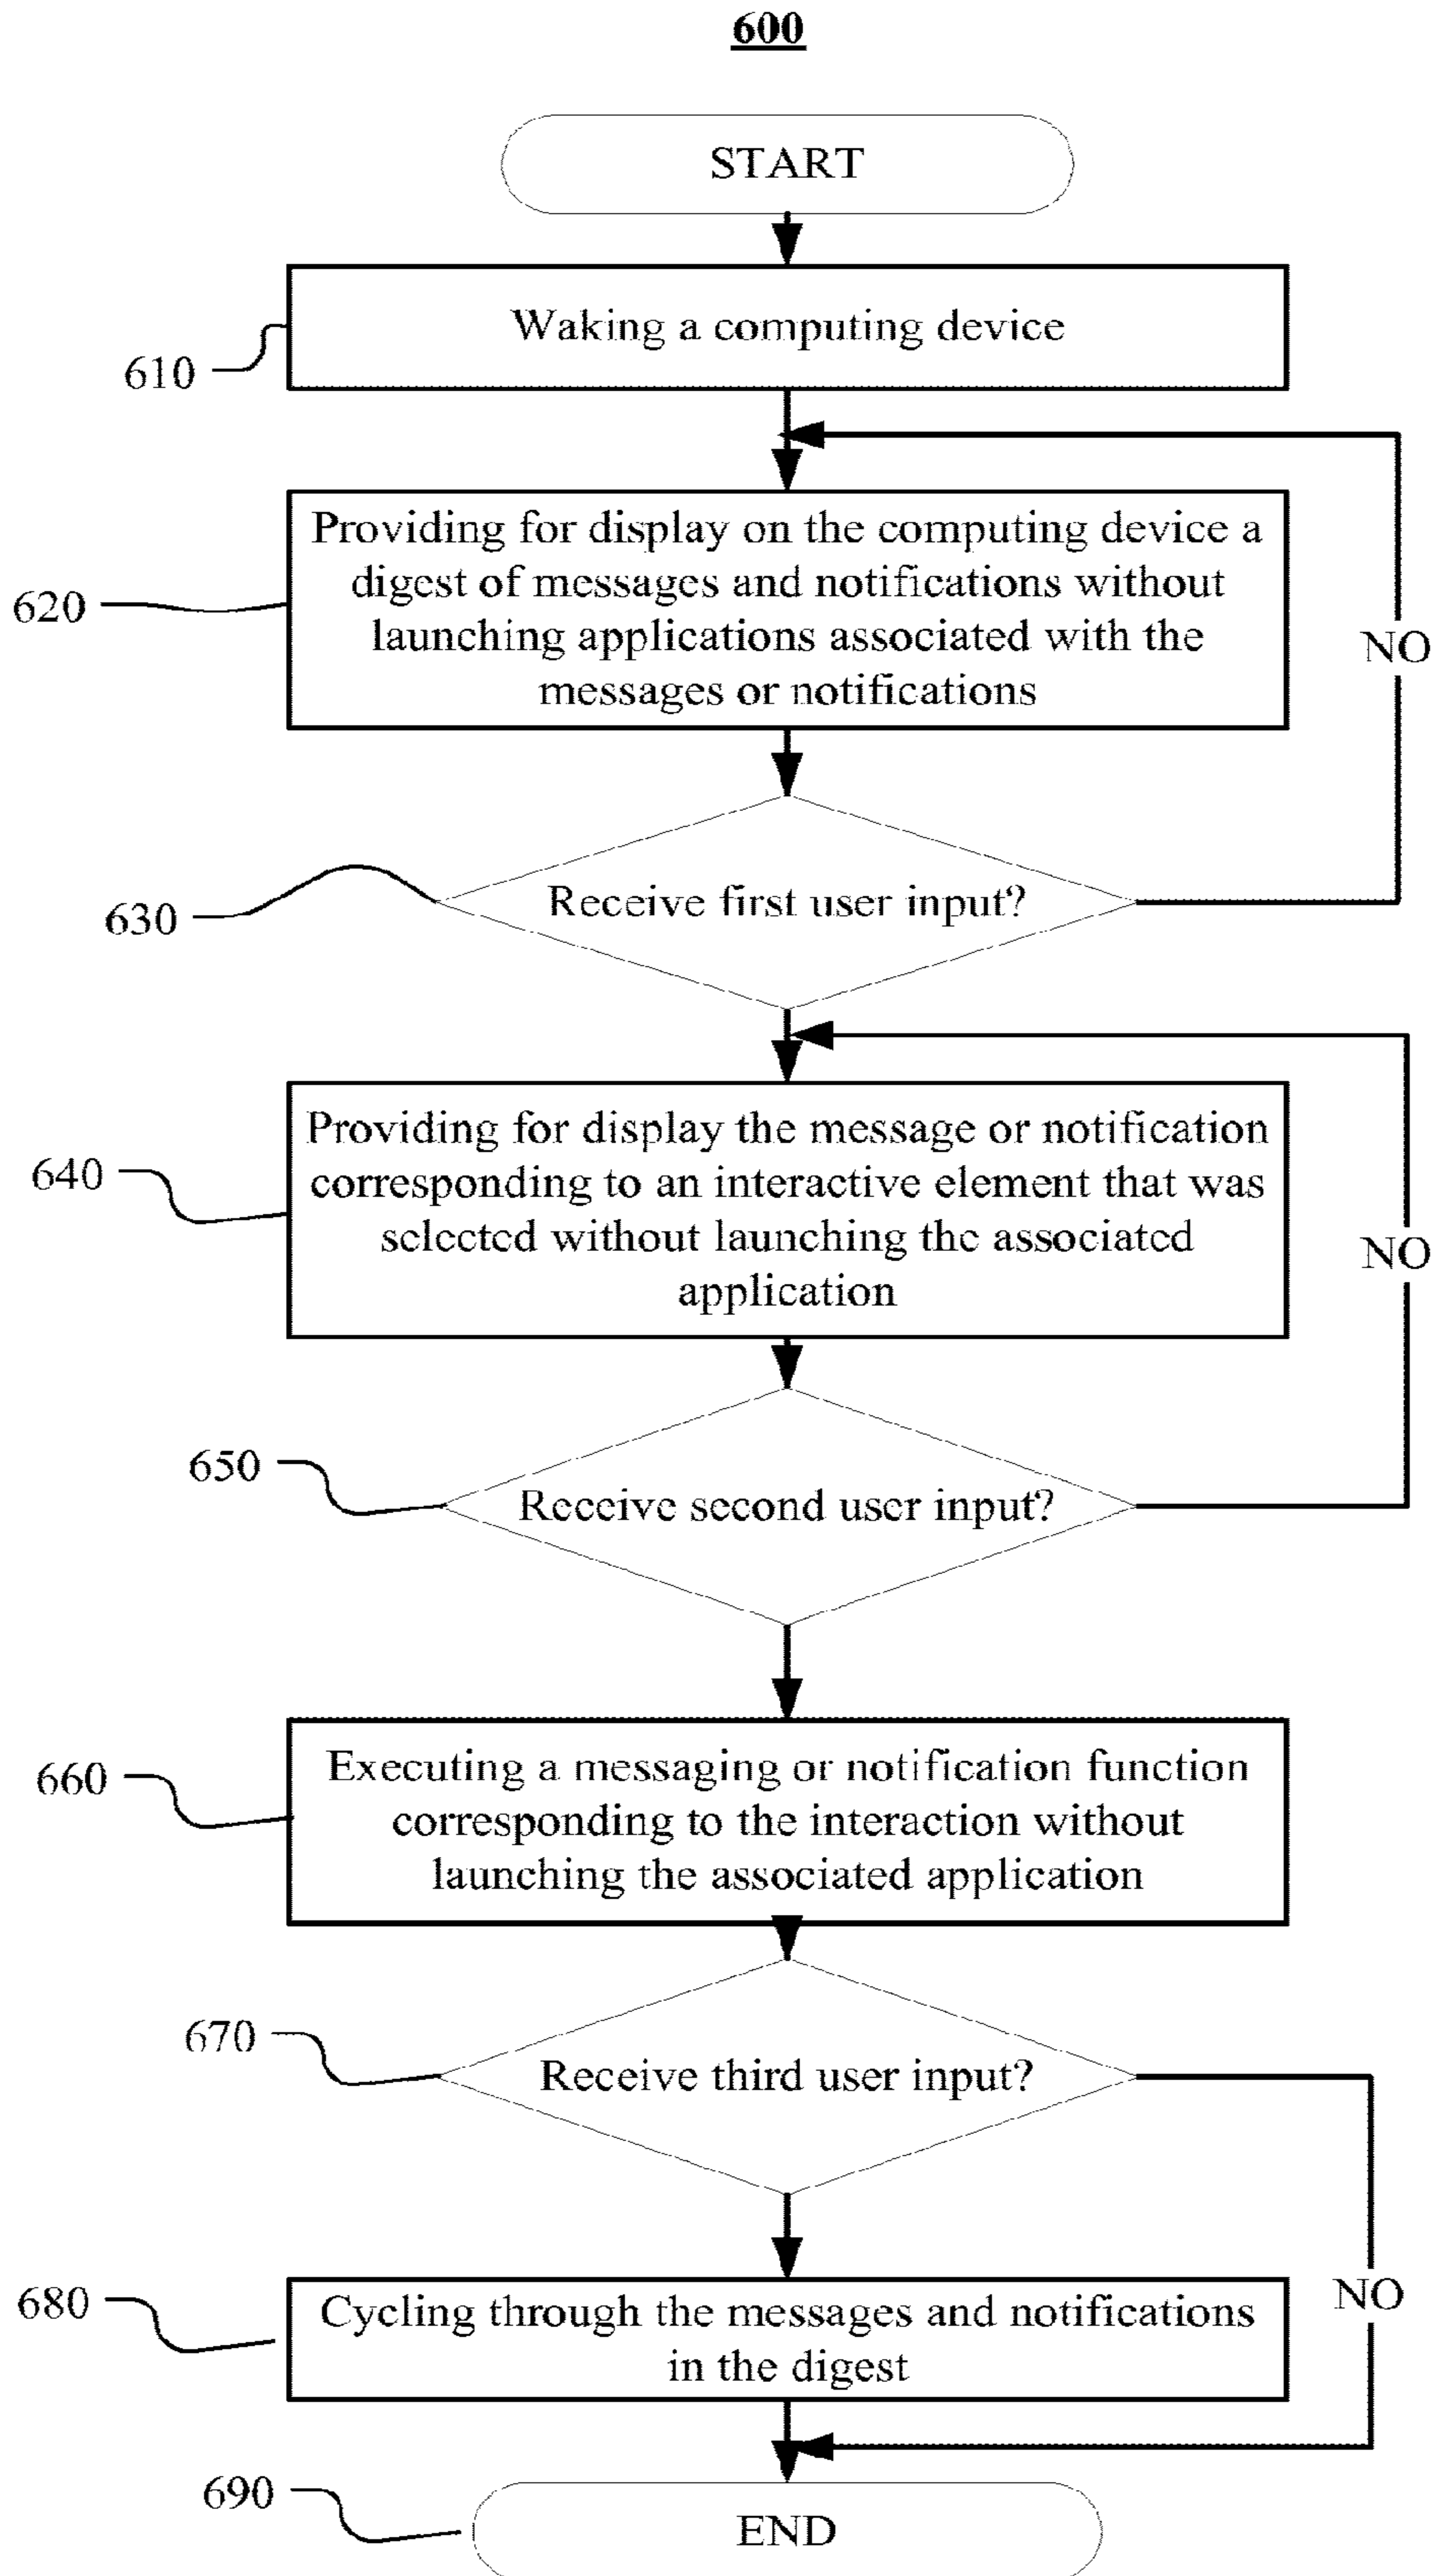 600
START
Waking a computing device
610
Providing for display on the computing device a
digest of messages and notifications without
launching applications associated with the
messages or notifications
620
NO
Receive first user input?
630
Providing for display the message or notification
corresponding to an interactive element that was
selected without launching the associated
application
640
NO
Receive second user input?
650
Executing a messaging or notification function
corresponding to the interaction without
launching the associated application
660
Receive third user input?
670
NO
Cycling through the messages and notifications
in the digest
680
END
690